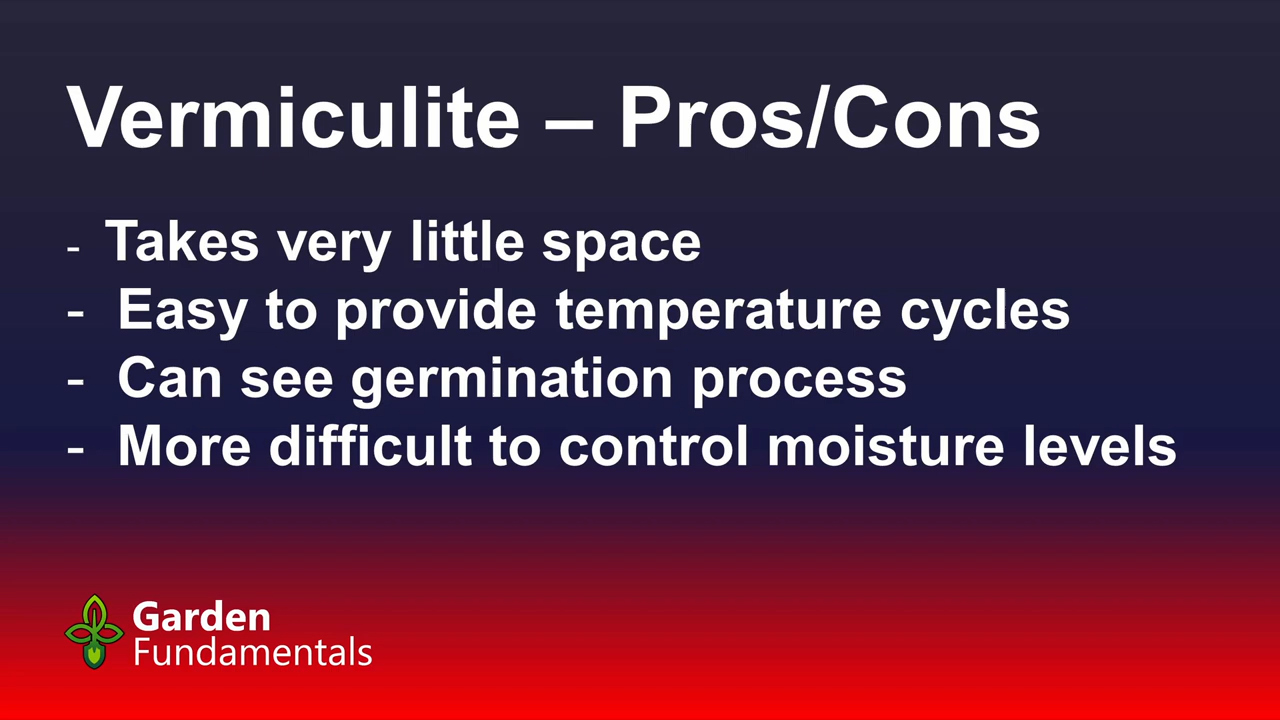 Vermiculite – Pros/Cons
- Takes very little space
- Easy to provide temperature cycles
- Can see germination process
- More difficult to control moisture levels
Garden
Fundamentals